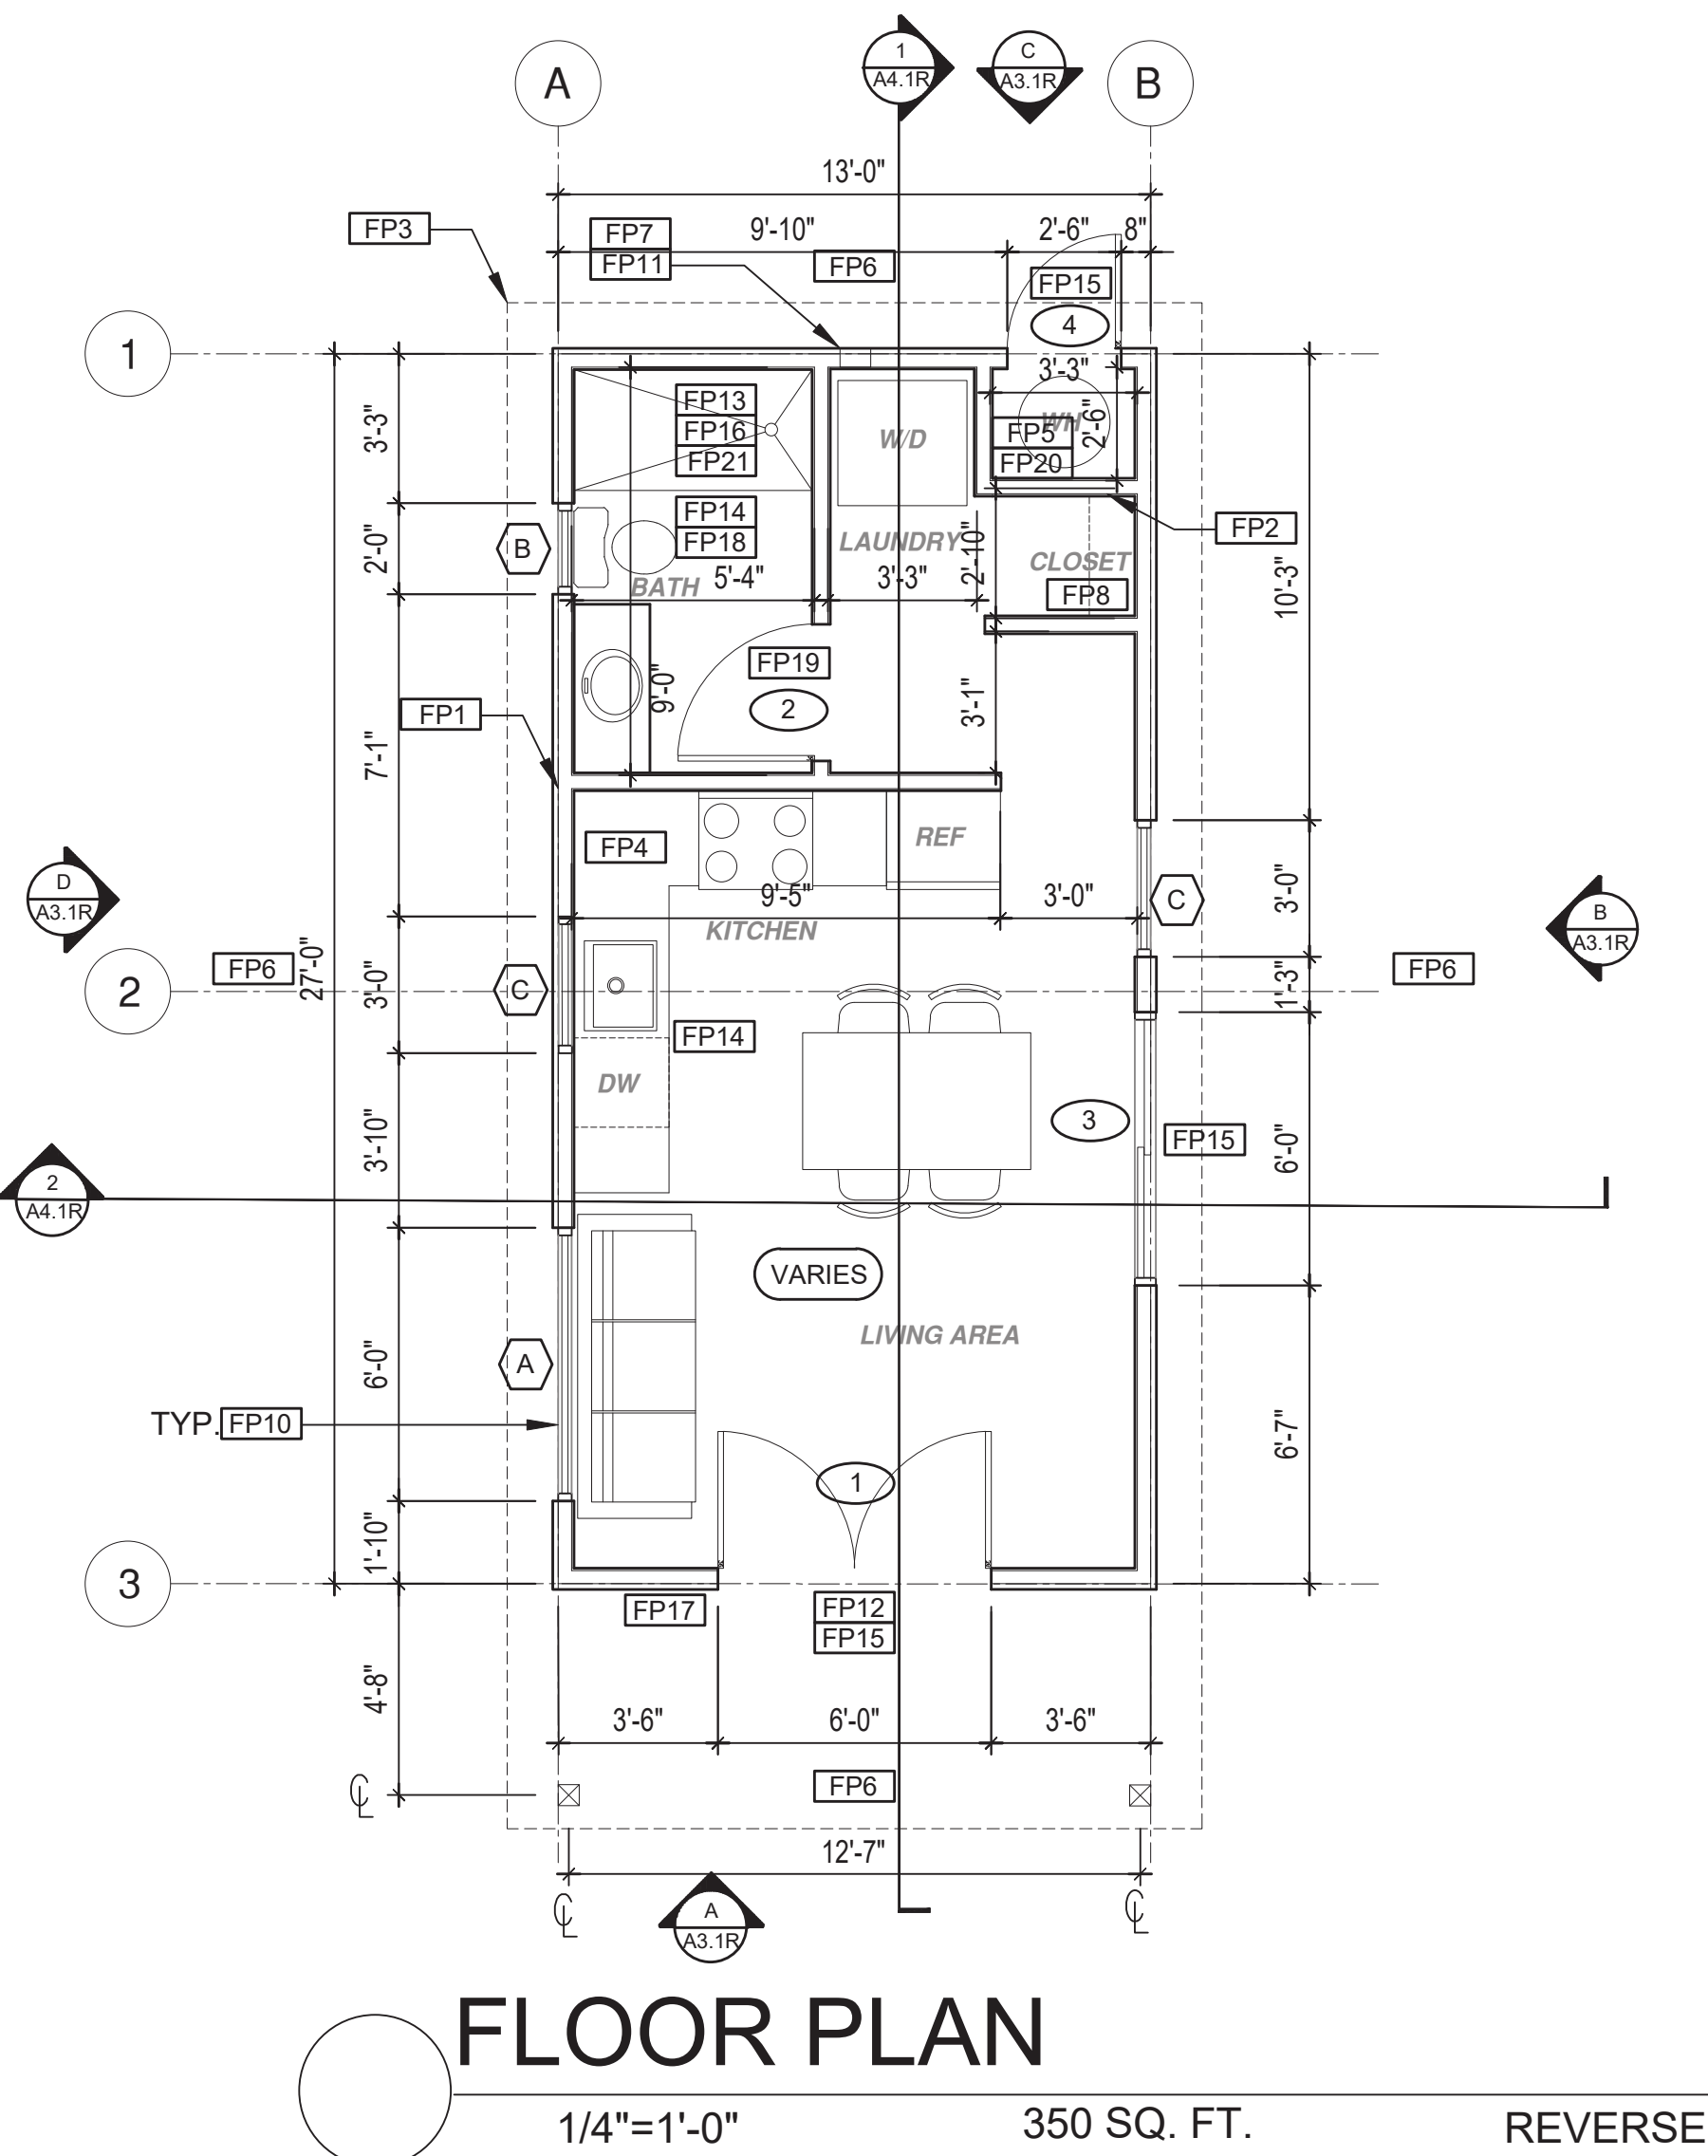 1
A4.1R
C
A3.1R
A
B
13'-0"
FP3
FP7
FP11
9'-10"
FP6
2'-6"
8"
FP15
4
1
3'-3"
3'-3"
FP13
FP16
FP21
W/D
WH
FP5
FP20
2'-6"
FP14
FP18
B
2'-0"
BATH
5'-4"
LAUNDRY
3'-3"
2'-10"
CLOSET
FP8
FP2
10'-3"
FP19
2
9'-0"
3'-1"
FP1
7'-1"
FP4
REF
D
A3.1R
9'-5"
3'-0"
C
3'-0"
B
A3.1R
KITCHEN
FP6
27'-0"
2
3'-0"
C
1'-3"
FP6
FP14
DW
3
FP15
3'-10"
6'-0"
2
A4.1R
VARIES
LIVING AREA
A
6'-0"
TYP. FP10
6'-7"
1
1'-10"
3
FP17
FP12
FP15
4'-8"
3'-6"
6'-0"
3'-6"
FP6
CL
12'-7"
CL
CL
A
A3.1R
FLOOR PLAN
1/4"=1'-0"
350 SQ. FT.
REVERSE